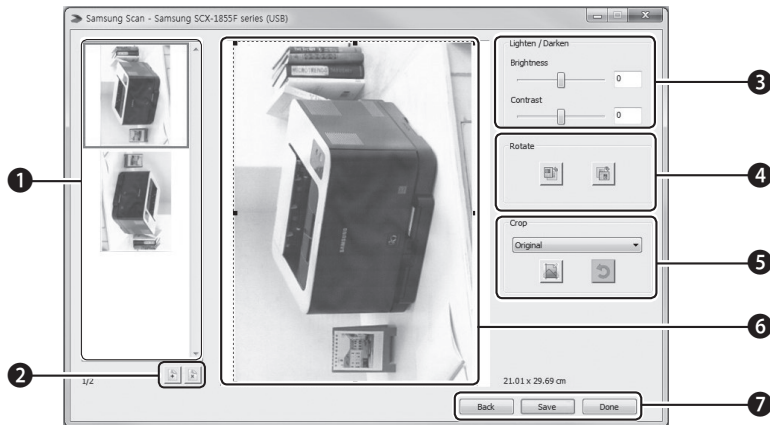 Samsung Scan - Samsung SCX-1855F series (USB)
Lighten / Darken
Brightness
0
3
Contrast
0
Rotate
1
4
Crop
Original
5
SAMSUNG
6
2
1/2
21.01 x 29.69 cm
Back
Save
Done
7